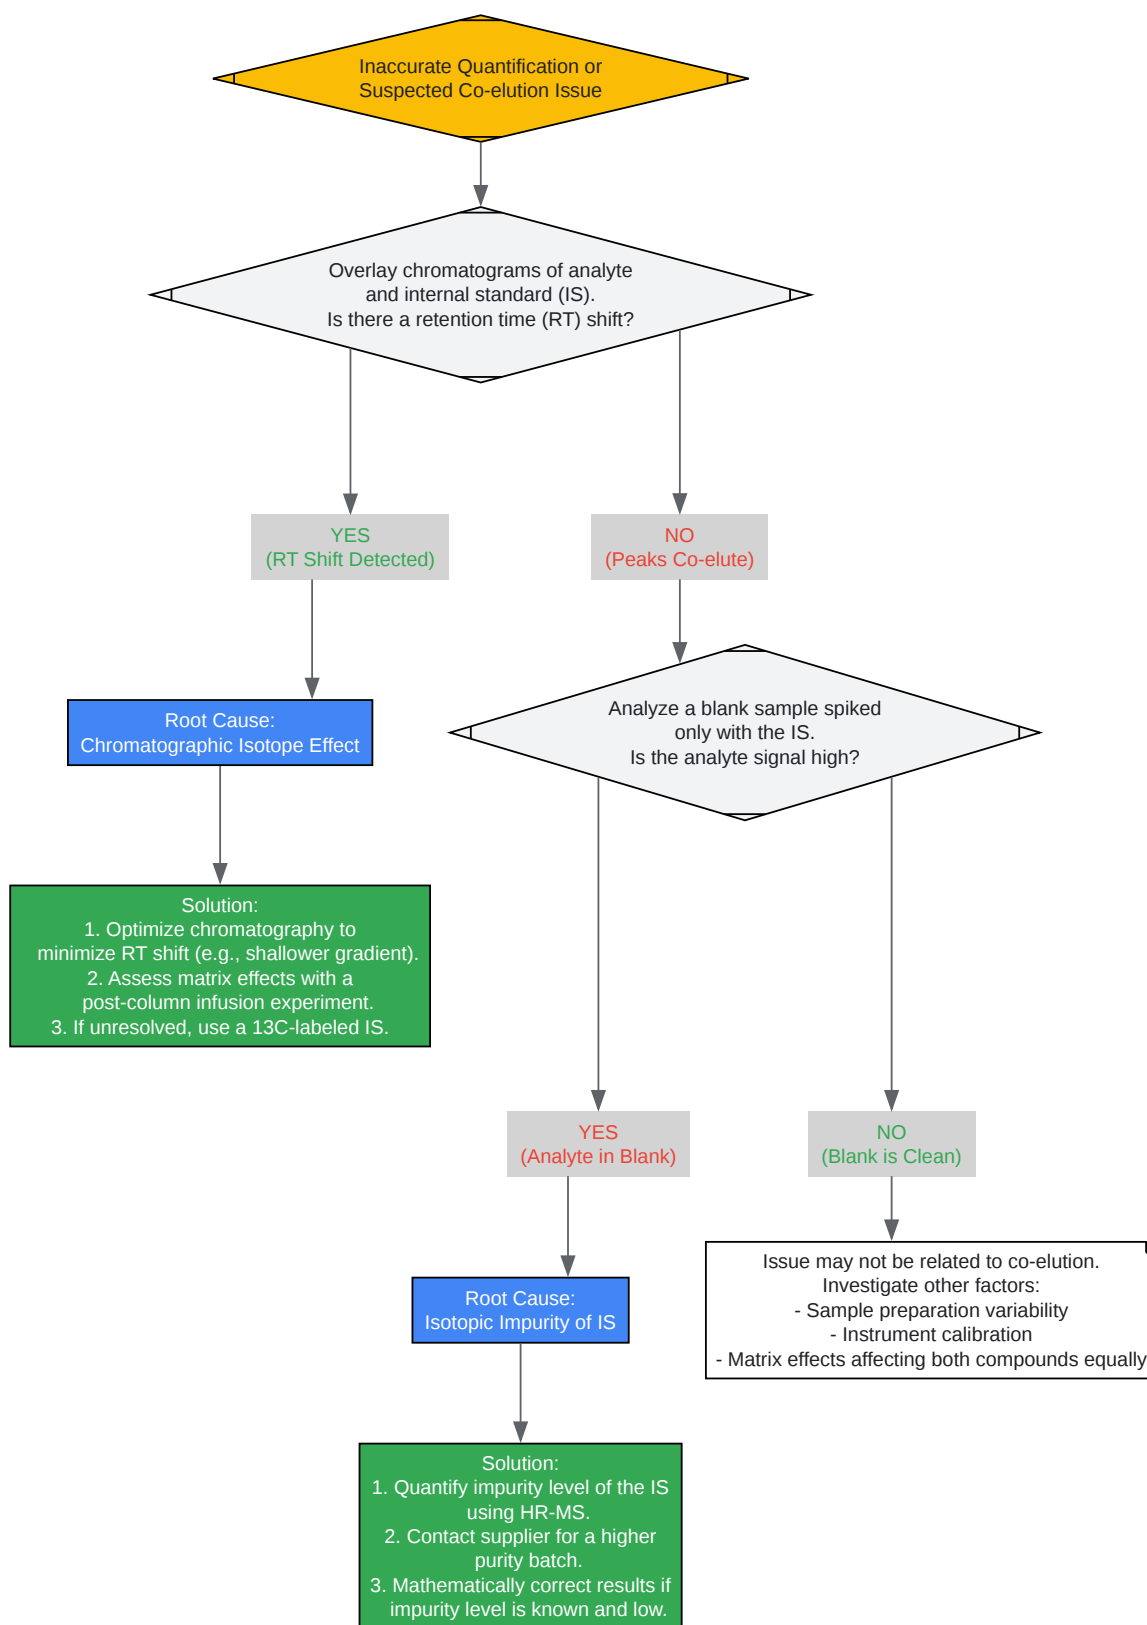 Inaccurate Quantification or
Suspected Co-elution Issue
Overlay chromatograms of analyte
and internal standard (IS).
Is there a retention time (RT) shift?
YES
(RT Shift Detected)
NO
(Peaks Co-elute)
Root Cause:
Chromatographic Isotope Effect
Analyze a blank sample spiked
only with the IS.
Is the analyte signal high?
Solution:
1. Optimize chromatography to
minimize RT shift (e.g., shallower gradient).
2. Assess matrix effects with a
post-column infusion experiment.
3. If unresolved, use a 13C-labeled IS.
YES
(Analyte in Blank)
NO
(Blank is Clean)
Root Cause:
Isotopic Impurity of IS
Issue may not be related to co-elution.
Investigate other factors:
- Sample preparation variability
- Instrument calibration
- Matrix effects affecting both compounds equally
Solution:
1. Quantify impurity level of the IS
using HR-MS.
2. Contact supplier for a higher
purity batch.
3. Mathematically correct results if
impurity level is known and low.